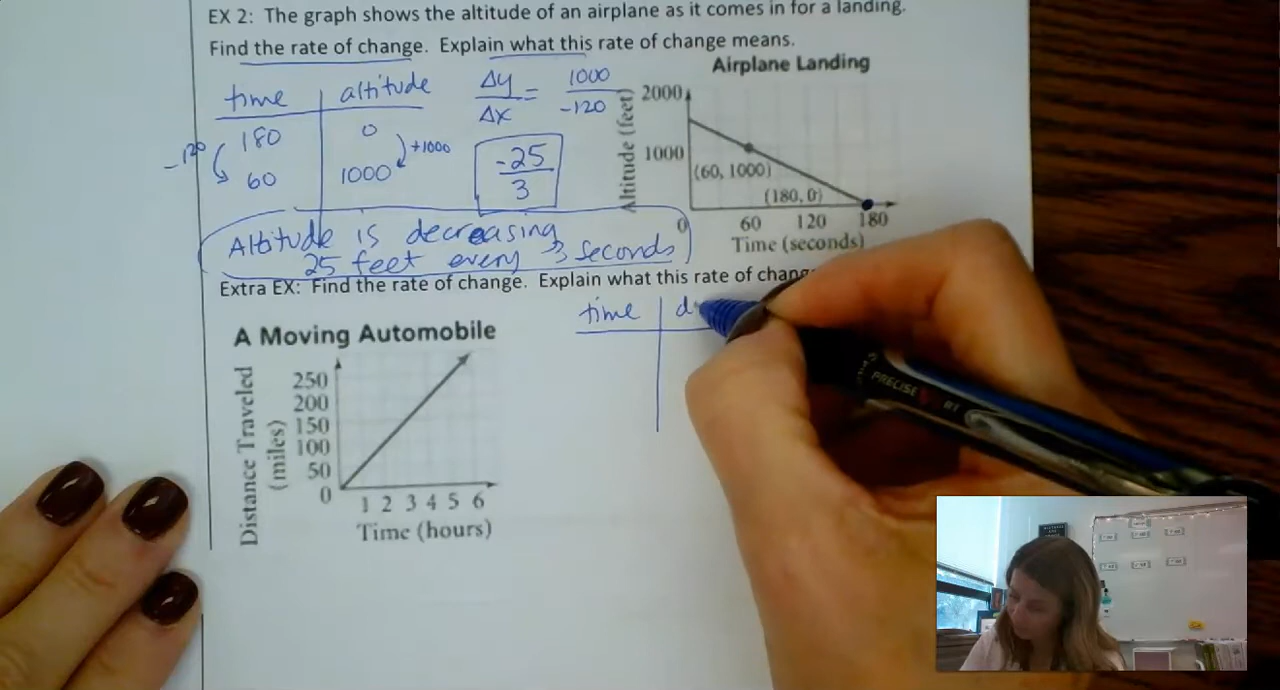 EX 2: The graph shows the altitude of an airplane as it comes in for a landing.
Find the rate of change. Explain what this rate of change means.
time altitude
180 0
60 1000
-120 +1000
Δy/Δx = 1000/-120
-25/3
Altitude is decreasing
25 feet every 3 seconds
Airplane Landing
Altitude (feet)
2000
1000
0
(60, 1000)
(180, 0)
60 120 180
Time (seconds)
Extra EX: Find the rate of change. Explain what this rate of
time
A Moving Automobile
Distance Traveled
(miles)
250
200
150
100
50
0
1 2 3 4 5 6
Time (hours)
PRECISE